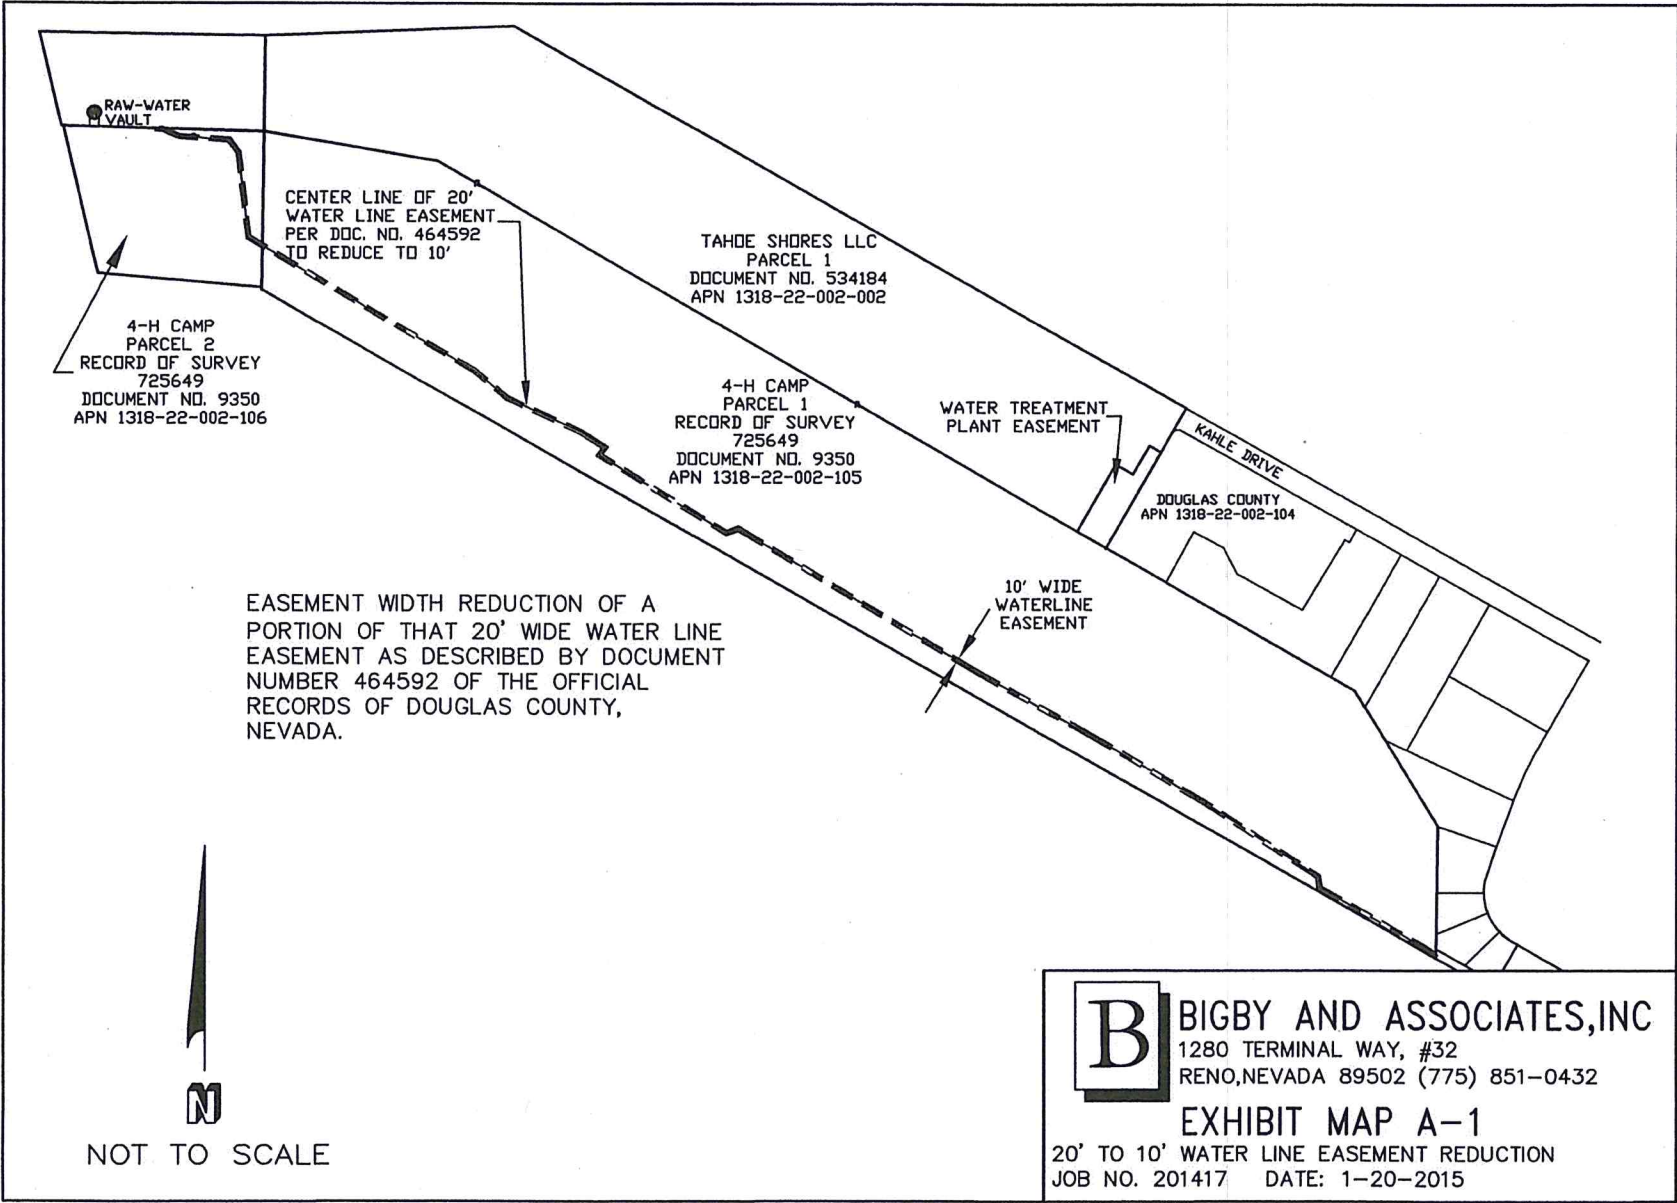 RAW-WATER
VAULT
CENTER LINE OF 20'
WATER LINE EASEMENT
PER DOC. NO. 464592
TO REDUCE TO 10'
TAHOE SHORES LLC
PARCEL 1
DOCUMENT NO. 534184
APN 1318-22-002-002
4-H CAMP
PARCEL 2
RECORD OF SURVEY
725649
DOCUMENT NO. 9350
APN 1318-22-002-106
4-H CAMP
PARCEL 1
RECORD OF SURVEY
725649
DOCUMENT NO. 9350
APN 1318-22-002-105
WATER TREATMENT
PLANT EASEMENT
KAHLE DRIVE
DOUGLAS COUNTY
APN 1318-22-002-104
10' WIDE
WATERLINE
EASEMENT
EASEMENT WIDTH REDUCTION OF A
PORTION OF THAT 20' WIDE WATER LINE
EASEMENT AS DESCRIBED BY DOCUMENT
NUMBER 464592 OF THE OFFICIAL
RECORDS OF DOUGLAS COUNTY,
NEVADA.
N
NOT TO SCALE
B
BIGBY AND ASSOCIATES,INC
1280 TERMINAL WAY, #32
RENO,NEVADA 89502 (775) 851-0432
EXHIBIT MAP A-1
20' TO 10' WATER LINE EASEMENT REDUCTION
JOB NO. 201417 DATE: 1-20-2015